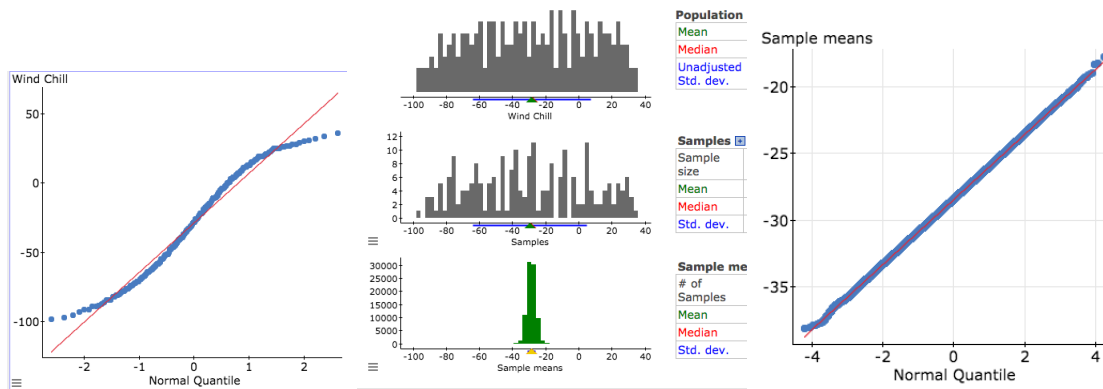 Wind Chill
50
0
-50
-100
-2 -1 0 1 2
Normal Quantile
-100 -80 -60 -40 -20 0 20 40
Wind Chill
Population
Mean
Median
Unadjusted
Std. dev.
12
10
8
6
4
2
0
-100 -80 -60 -40 -20 0 20 40
Samples
Samples +
Sample
size
Mean
Median
Std. dev.
30000
25000
20000
15000
10000
5000
0
-100 -80 -60 -40 -20 0 20 40
Sample means
Sample me
# of
Samples
Mean
Median
Std. dev.
Sample means
-20
-25
-30
-35
-4 -2 0 2 4
Normal Quantile